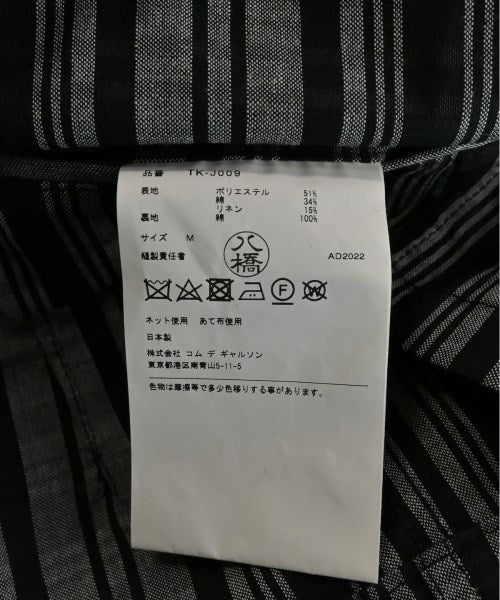 品番 TK-J009
表地 ポリエステル 51%
綿 34%
リネン 15%
裏地 綿 100%
サイズ M
縫製責任者 八橋 AD2022
ネット使用 あて布使用
日本製
株式会社 コム デ ギャルソン
東京都港区南青山5-11-5
色物は摩擦等で多少色移りする事があります。